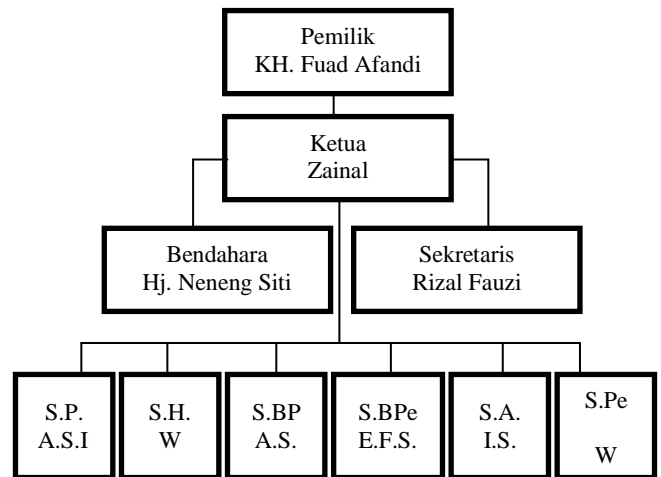 Pemilik
KH. Fuad Afandi
Ketua
Zainal
Bendahara
Hj. Neneng Siti
Sekretaris
Rizal Fauzi
S.P.
A.S.I
S.H.
W
S.BP
A.S.
S.BPe
E.F.S.
S.A.
I.S.
S.Pe
W